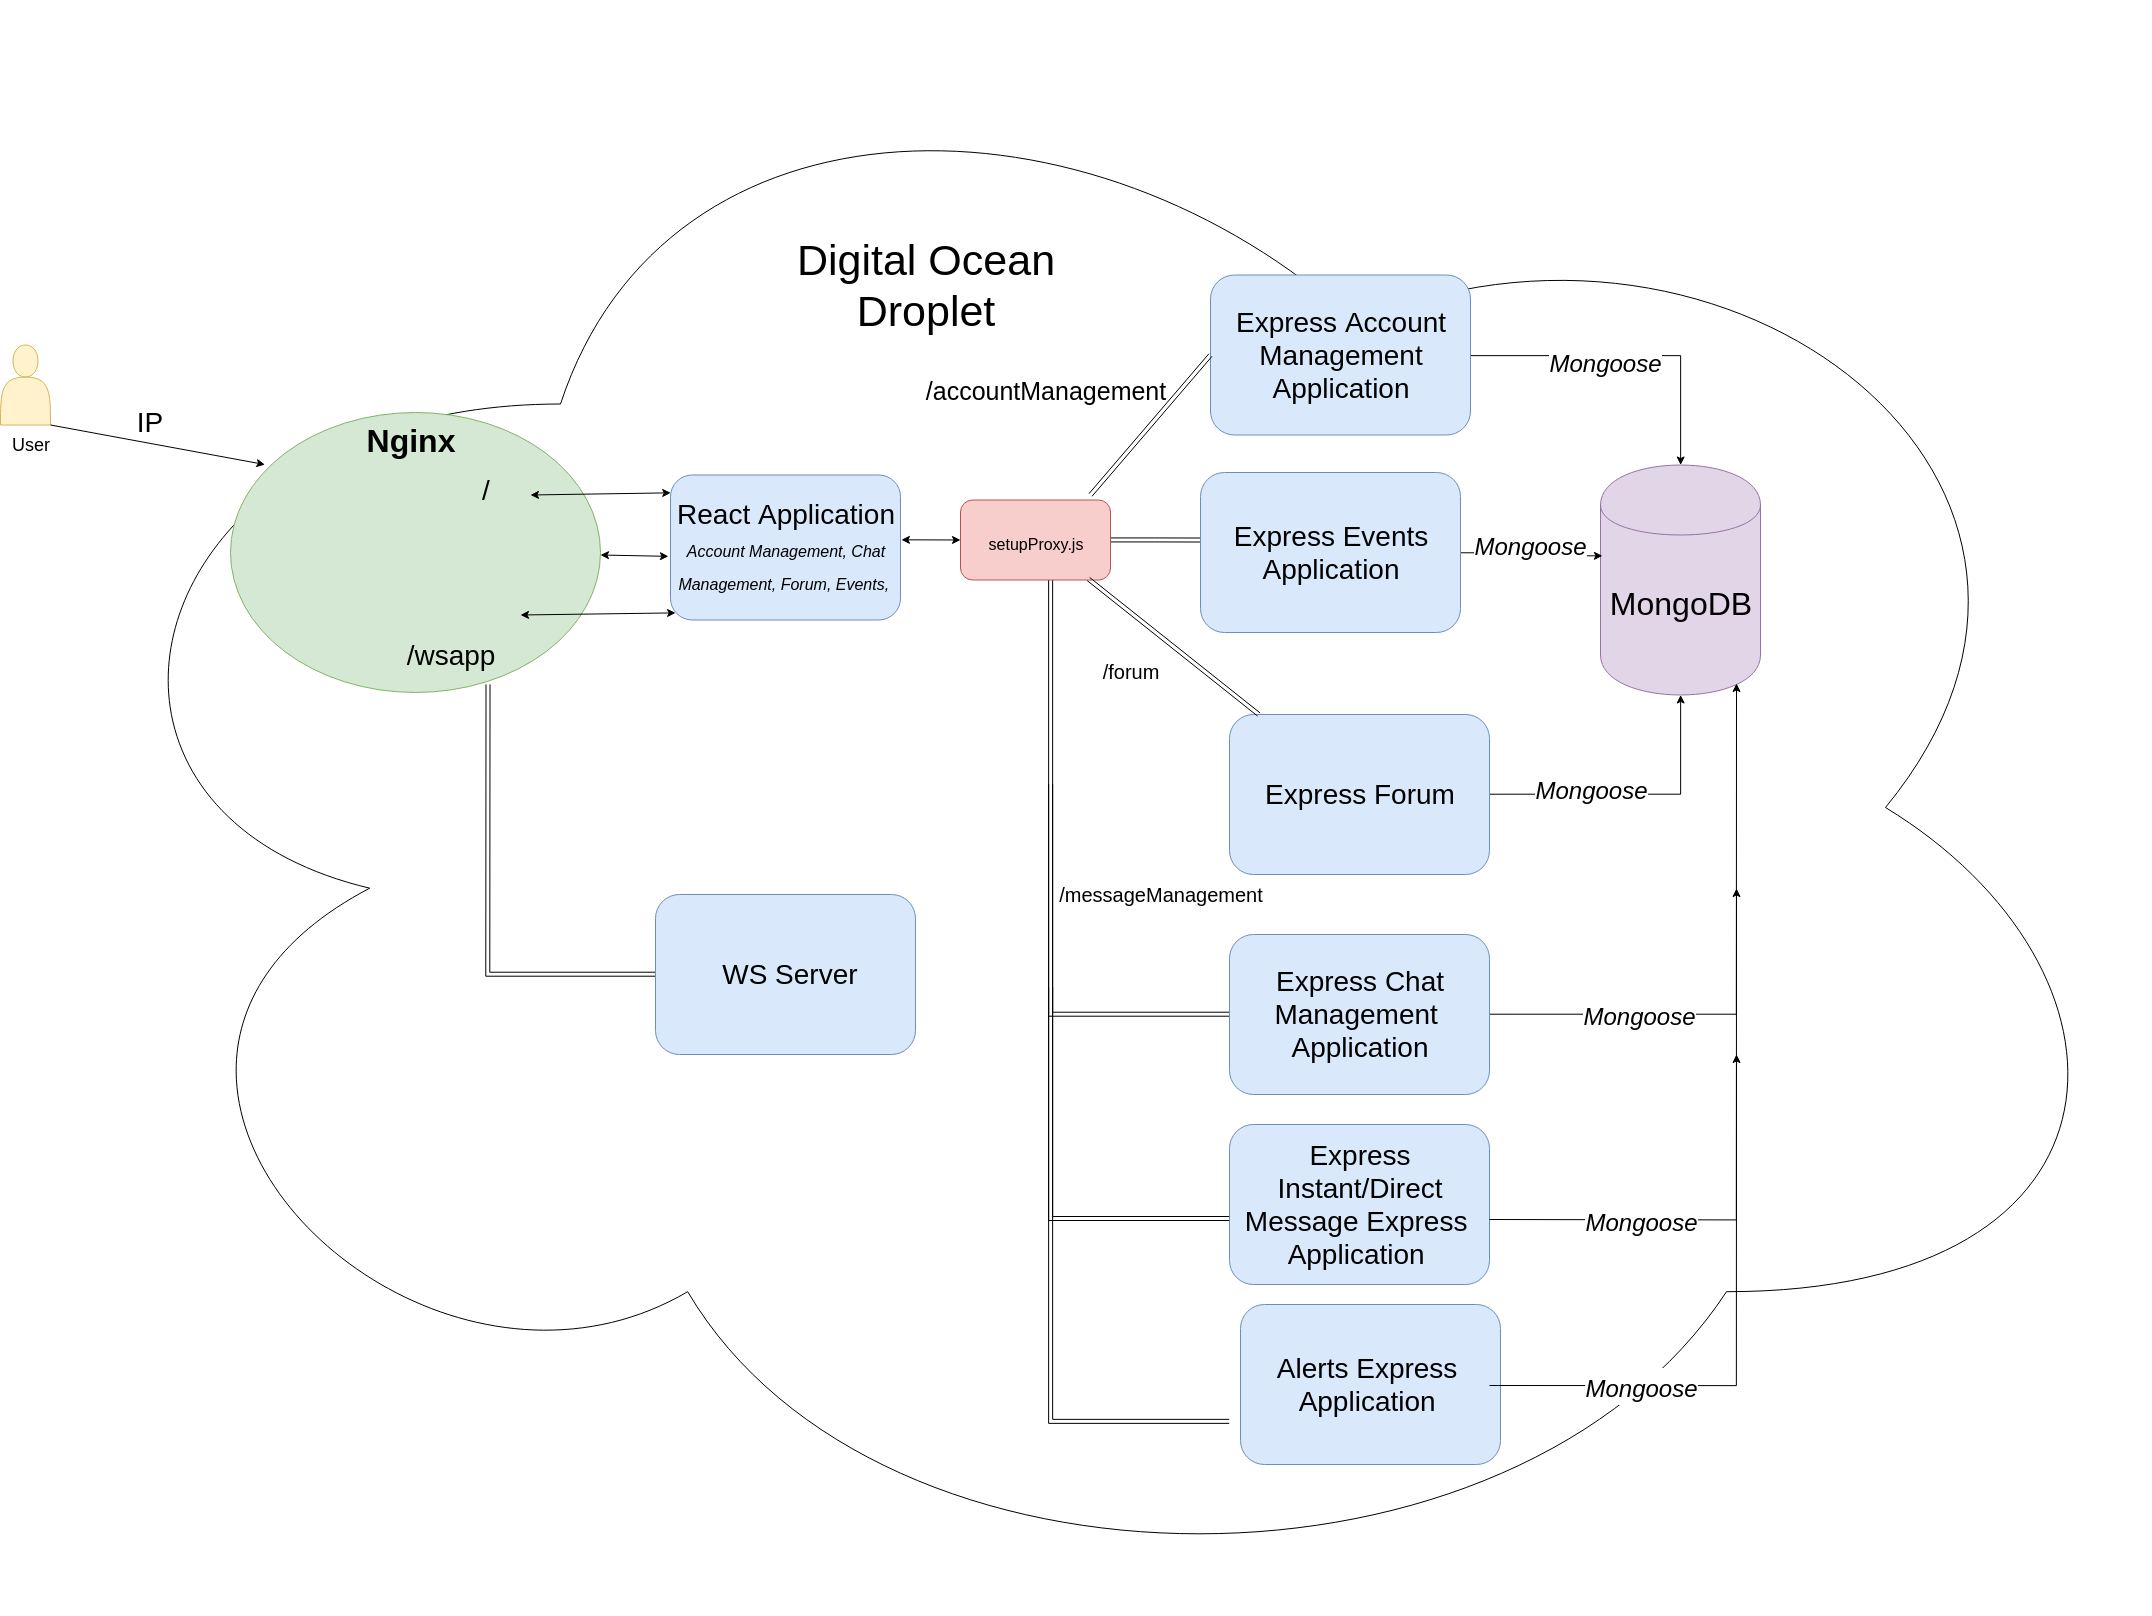 Digital Ocean
Droplet
User
IP
Nginx
/
/wsapp
React Application
Account Management, Chat
Management, Forum, Events,
setupProxy.js
/accountManagement
Express Account
Management
Application
Mongoose
Express Events
Application
Mongoose
MongoDB
/forum
Express Forum
Mongoose
/messageManagement
WS Server
Express Chat
Management
Application
Mongoose
Express
Instant/Direct
Message Express
Application
Mongoose
Alerts Express
Application
Mongoose